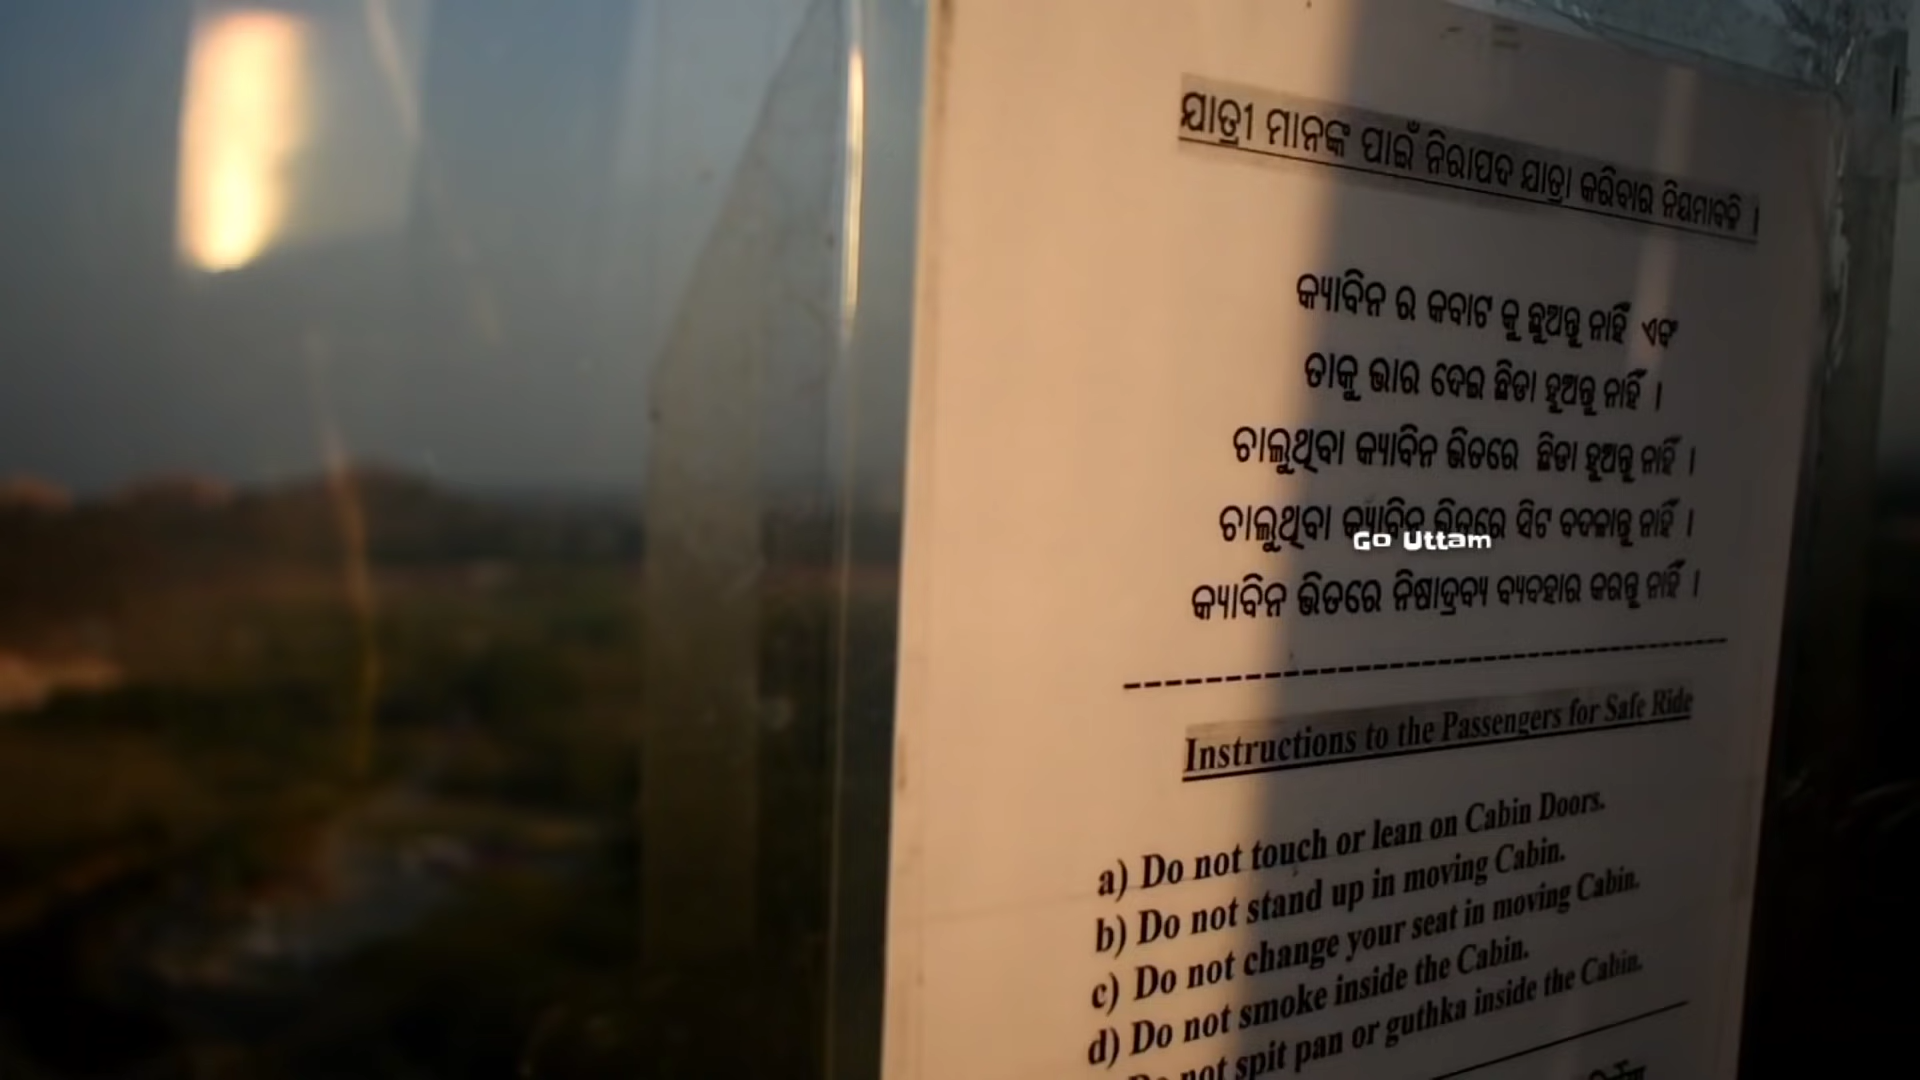 ଯାତ୍ରୀ ମାନଙ୍କ ପାଇଁ ନିରାପଦ ଯାତ୍ରା କରିବାର ନିୟମାବଳି ।
କ୍ୟାବିନ ର କବାଟ କୁ ଛୁଅନ୍ତୁ ନାହିଁ ଏବଂ
ତାକୁ ଭାର ଦେଇ ଛିଡା ହୁଅନ୍ତୁ ନାହିଁ ।
ଚାଲୁଥିବା କ୍ୟାବିନ ଭିତରେ ଛିଡା ହୁଅନ୍ତୁ ନାହିଁ ।
ଚାଲୁଥିବା କ୍ୟାବିନ ଭିତରେ ସିଟ ବଦଳାନ୍ତୁ ନାହିଁ ।
Go Uttam
କ୍ୟାବିନ ଭିତରେ ନିଷାଦ୍ରବ୍ୟ ବ୍ୟବହାର କରନ୍ତୁ ନାହିଁ ।
Instructions to the Passengers for Safe Ride
a) Do not touch or lean on Cabin Doors.
b) Do not stand up in moving Cabin.
c) Do not change your seat in moving Cabin.
d) Do not smoke inside the Cabin.
not spit pan or guthka inside the Cabin.